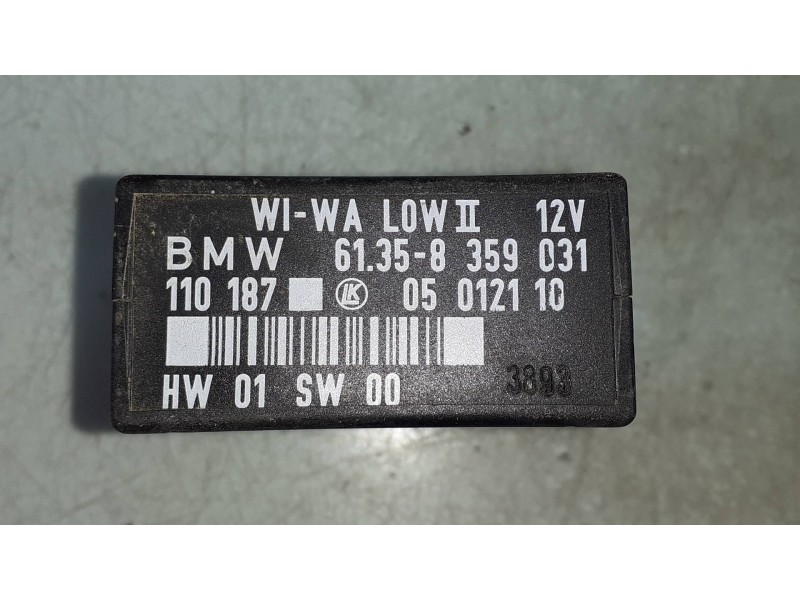 WI-WA LOW II 12V
BMW 61.35-8 359 031
110 187 LK 05 0121 10
HW 01 SW 00 3893